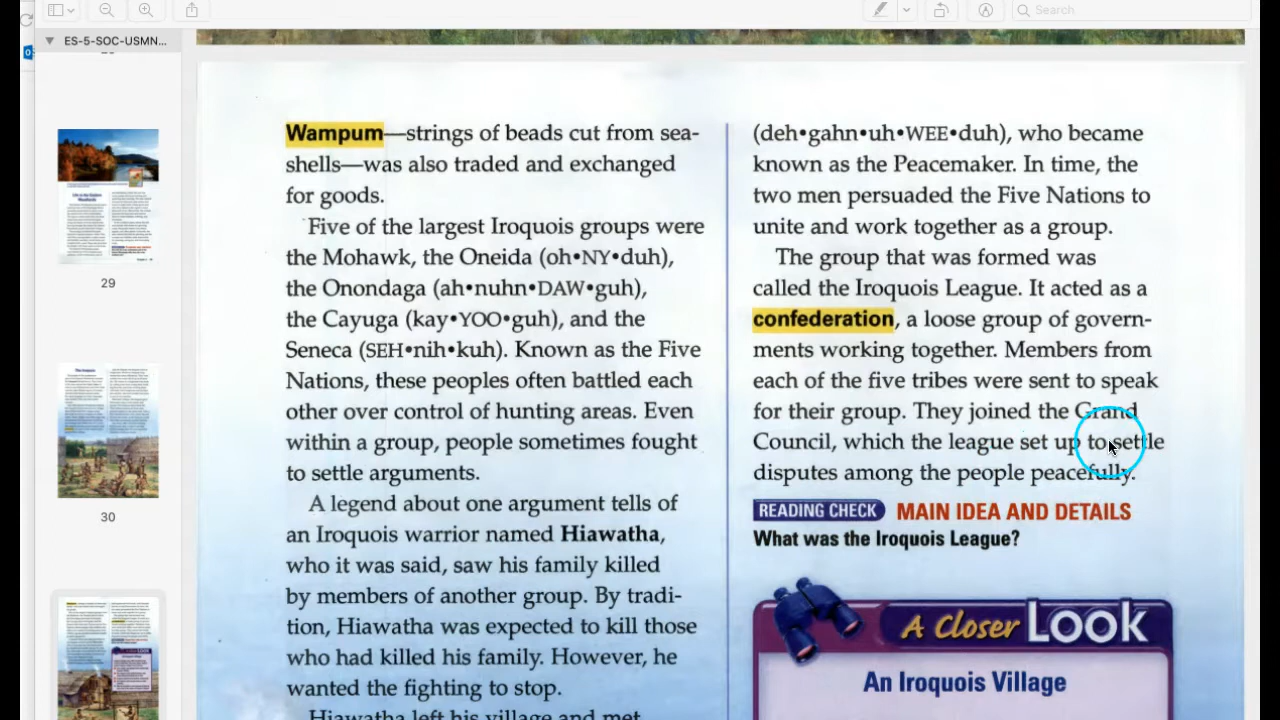 Search
ES-5-SOC-USMN...
29
30
Wampum—strings of beads cut from sea-
shells—was also traded and exchanged
for goods.
Five of the largest Iroquois groups were
the Mohawk, the Oneida (oh•NY•duh),
the Onondaga (ah•nuhn•DAW•guh),
the Cayuga (kay•YOO•guh), and the
Seneca (SEH•nih•kuh). Known as the Five
Nations, these peoples often battled each
other over control of hunting areas. Even
within a group, people sometimes fought
to settle arguments.
A legend about one argument tells of
an Iroquois warrior named Hiawatha,
who it was said, saw his family killed
by members of another group. By tradi-
on, Hiawatha was expected to kill those
who had killed his family. However, he
wanted the fighting to stop.
Hiawatha left his village and met
(deh•gahn•uh•WEE•duh), who became
known as the Peacemaker. In time, the
two men persuaded the Five Nations to
unite and work together as a group.
The group that was formed was
called the Iroquois League. It acted as a
confederation, a loose group of govern-
ments working together. Members from
each of the five tribes were sent to speak
for their group. They joined the Grand
Council, which the league set up to settle
disputes among the people peacefully.
READING CHECK MAIN IDEA AND DETAILS
What was the Iroquois League?
A Closer LOOK
An Iroquois Village